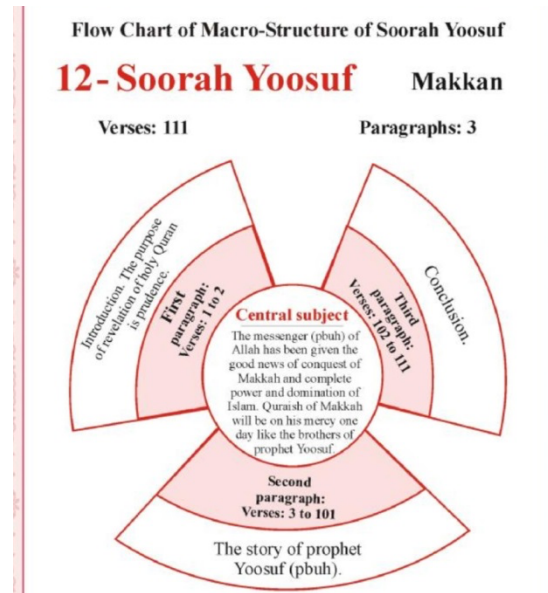 Flow Chart of Macro-Structure of Soorah Yoosuf
12- Soorah Yoosuf
Makkan
Verses: 111
Paragraphs: 3
Introduction. The purpose
of revelation of holy Quran
is prudence.
First
paragraph:
Verses: 1 to 2
Central subject
The messenger (pbuh) of
Allah has been given the
good news of conquest of
Makkah and complete
power and domination of
Islam. Quraish of Makkah
will be on his mercy one
day like the brothers of
prophet Yoosuf.
Third
paragraph:
Verses: 102 to 111
Conclusion.
Second
paragraph:
Verses: 3 to 101
The story of prophet
Yoosuf (pbuh).